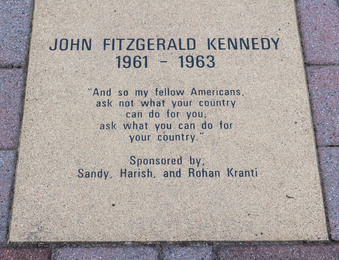 JOHN FITZGERALD KENNEDY
1961 - 1963
"And so my fellow Americans,
ask not what your country
can do for you,
ask what you can do for
your country."
Sponsored by,
Sandy, Harish, and Rohan Kranti